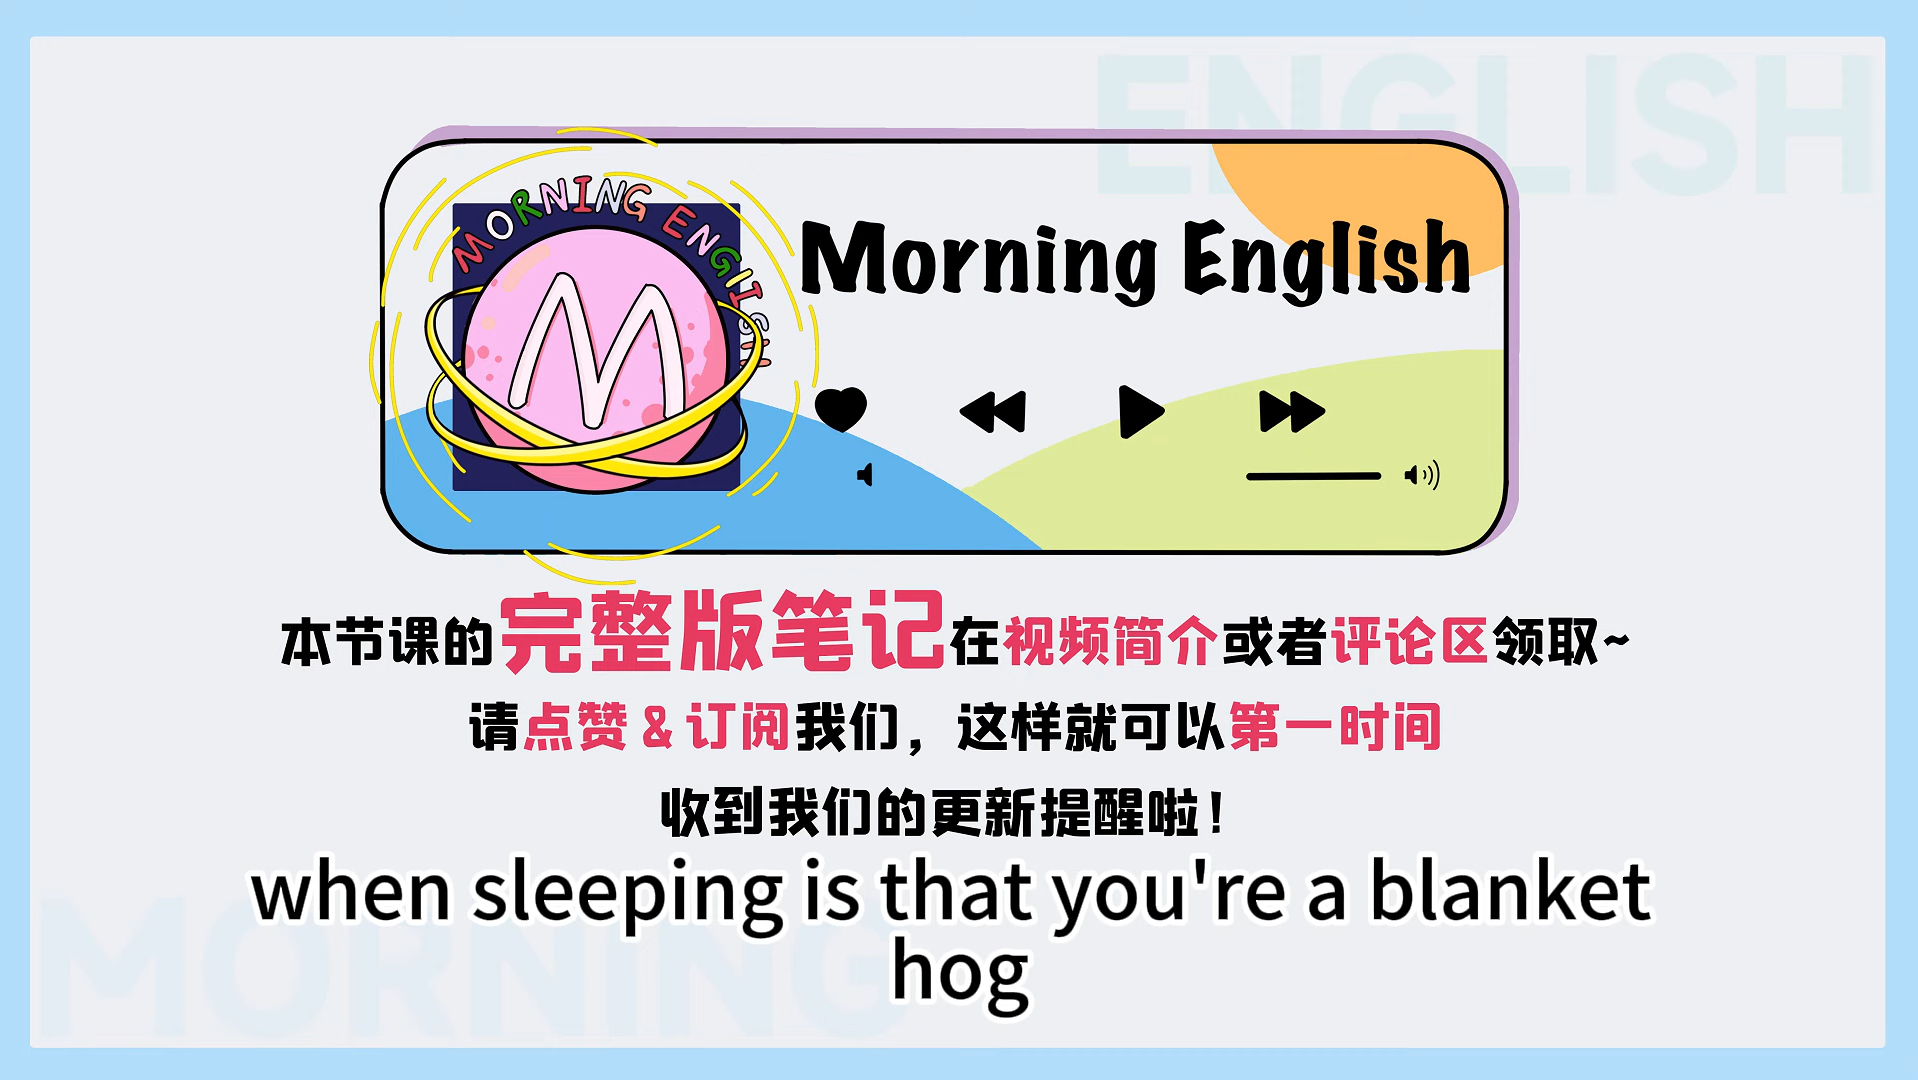 ENGLISH
MORNING ENGLISH
M
Morning English
本节课的完整版笔记在视频简介或者评论区领取~
请点赞&订阅我们，这样就可以第一时间
收到我们的更新提醒啦！
when sleeping is that you're a blanket
hog
MORNING